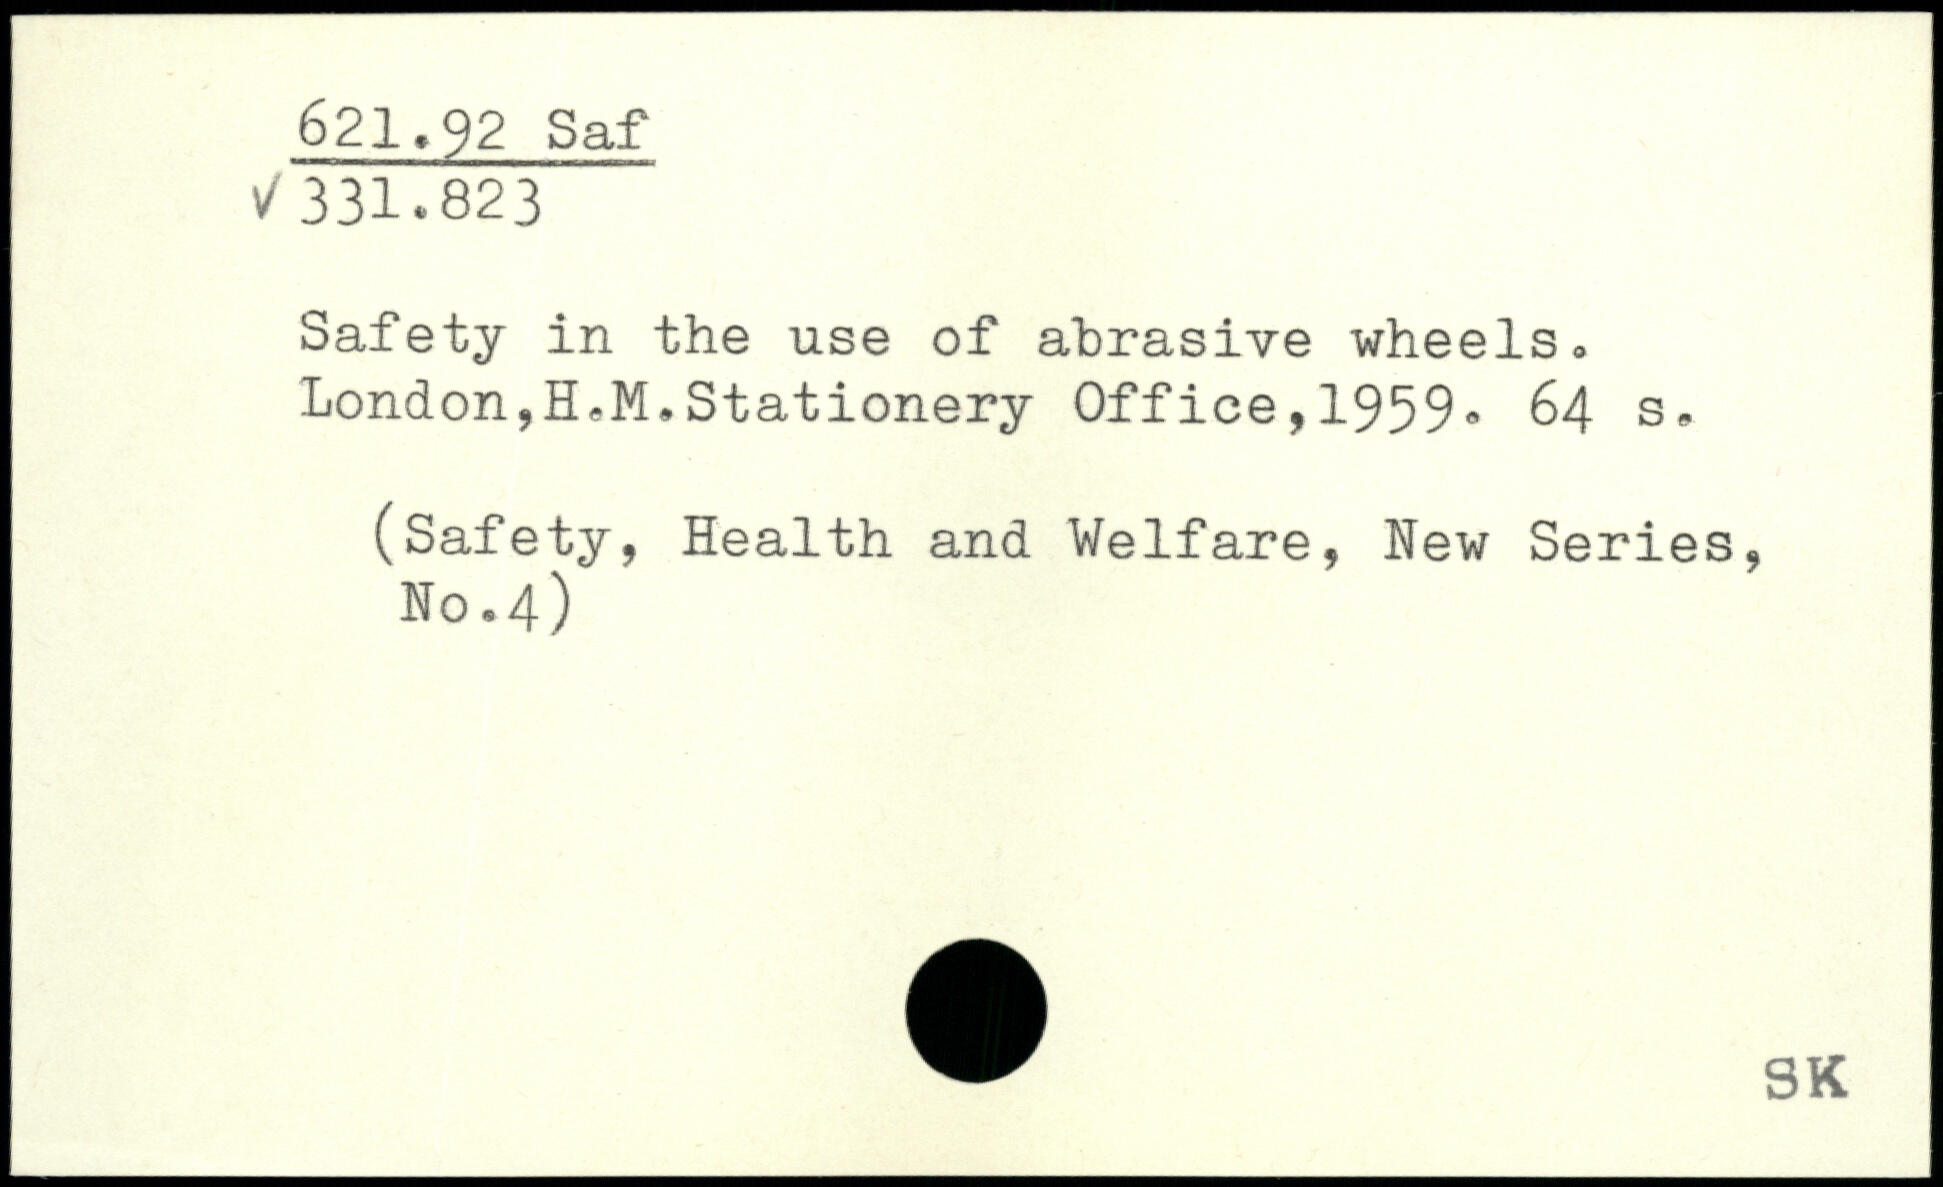 621.92 Saf
√ 331.823
Safety in the use of abrasive wheels.
London,H.M.Stationery Office,1959. 64 s.
(Safety, Health and Welfare, New Series,
No.4)
SK